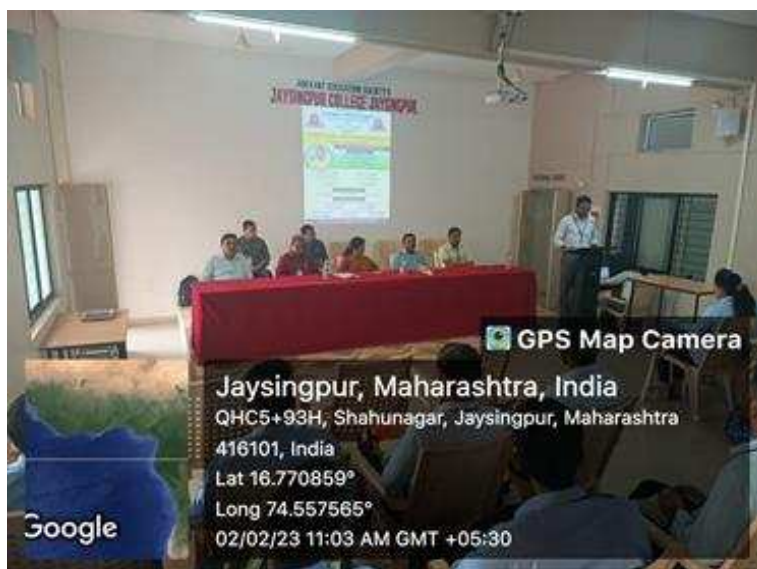 JAYSINGPUR COLLEGE JAYSINGPUR
GPS Map Camera
Jaysingpur, Maharashtra, India
QHC5+93H, Shahunagar, Jaysingpur, Maharashtra
416101, India
Lat 16.770859°
Long 74.557565°
02/02/23 11:03 AM GMT +05:30
Google